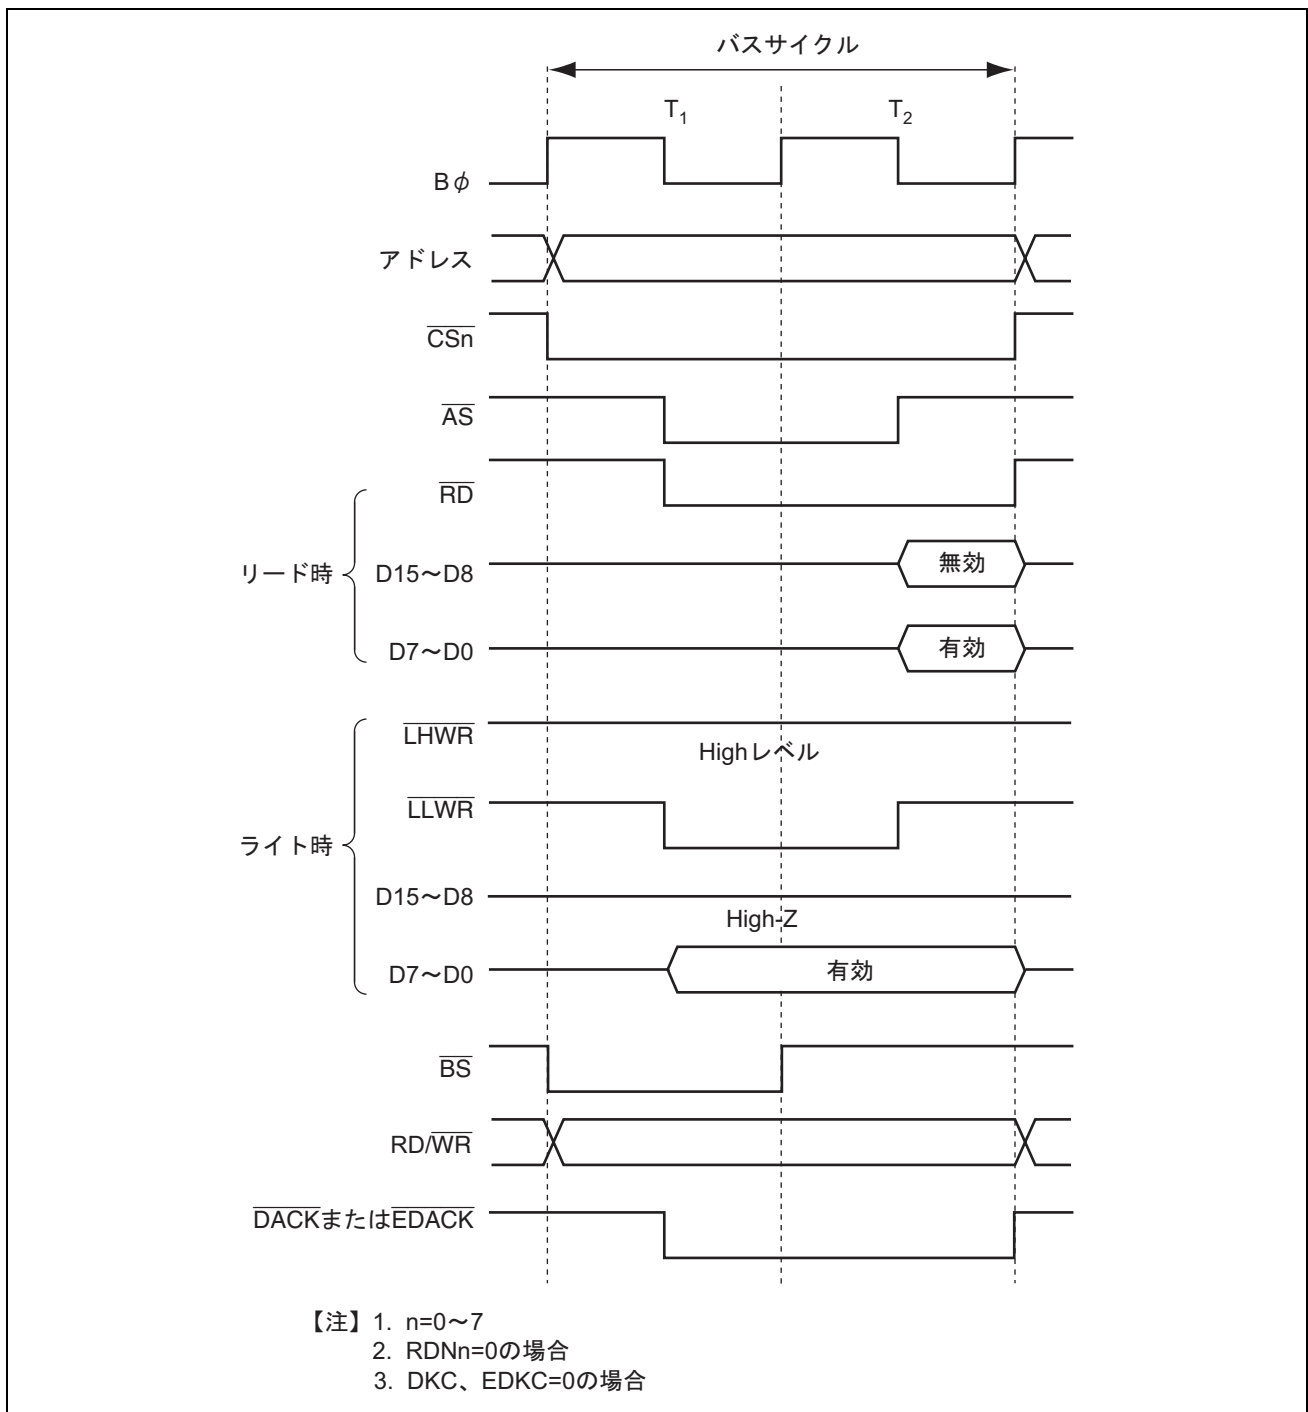 バスサイクル
T1 T2
Bφ
アドレス
CSn
AS
RD
リード時
D15～D8 無効
D7～D0 有効
LHWR
Highレベル
LLWR
ライト時
D15～D8
High-Z
D7～D0 有効
BS
RD/WR
DACKまたはEDACK
【注】1. n=0～7
2. RDNn=0の場合
3. DKC、EDKC=0の場合